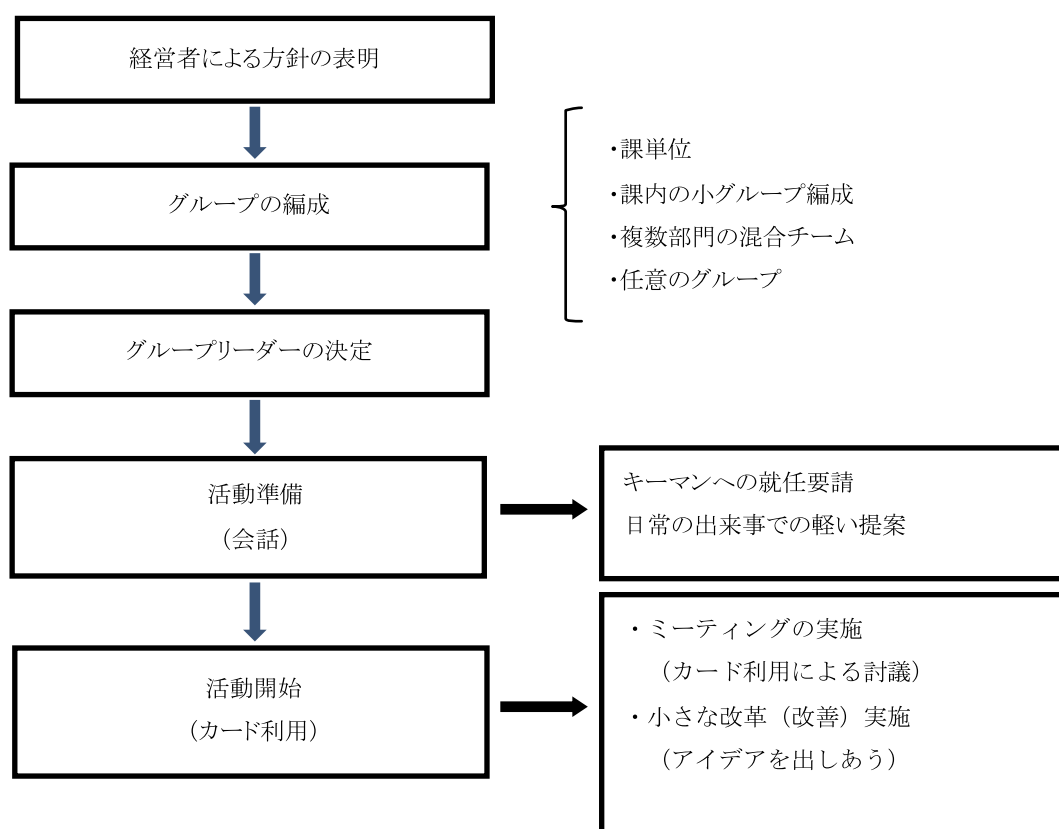 経営者による方針の表明
グループの編成
・課単位
・課内の小グループ編成
・複数部門の混合チーム
・任意のグループ
グループリーダーの決定
活動準備
(会話)
キーマンへの就任要請
日常の出来事での軽い提案
活動開始
(カード利用)
・ミーティングの実施
（カード利用による討議）
・小さな改革（改善）実施
（アイデアを出しあう）